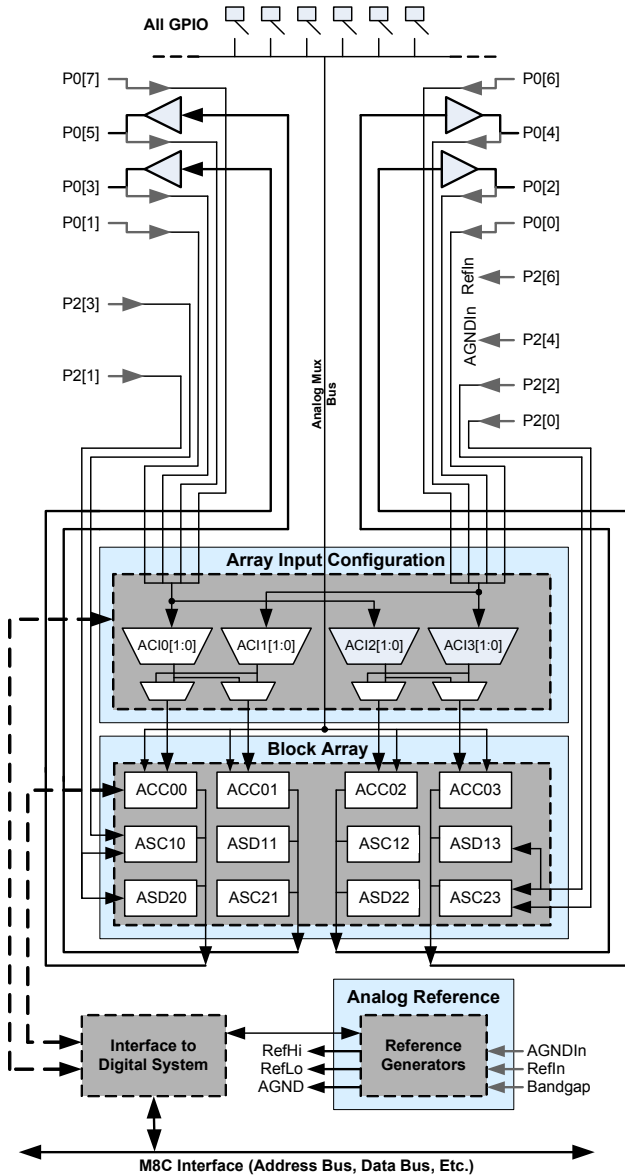 All GPIO
P0[7]
P0[6]
P0[5]
P0[4]
P0[3]
P0[2]
P0[1]
P0[0]
RefIn
P2[6]
P2[3]
AGNDIn
P2[4]
Analog Mux
Bus
P2[1]
P2[2]
P2[0]
Array Input Configuration
ACI0[1:0]
ACI1[1:0]
ACI2[1:0]
ACI3[1:0]
Block Array
ACC00
ACC01
ACC02
ACC03
ASC10
ASD11
ASC12
ASD13
ASD20
ASC21
ASD22
ASC23
Analog Reference
Interface to
Digital System
RefHi
RefLo
AGND
Reference
Generators
AGNDIn
RefIn
Bandgap
M8C Interface (Address Bus, Data Bus, Etc.)